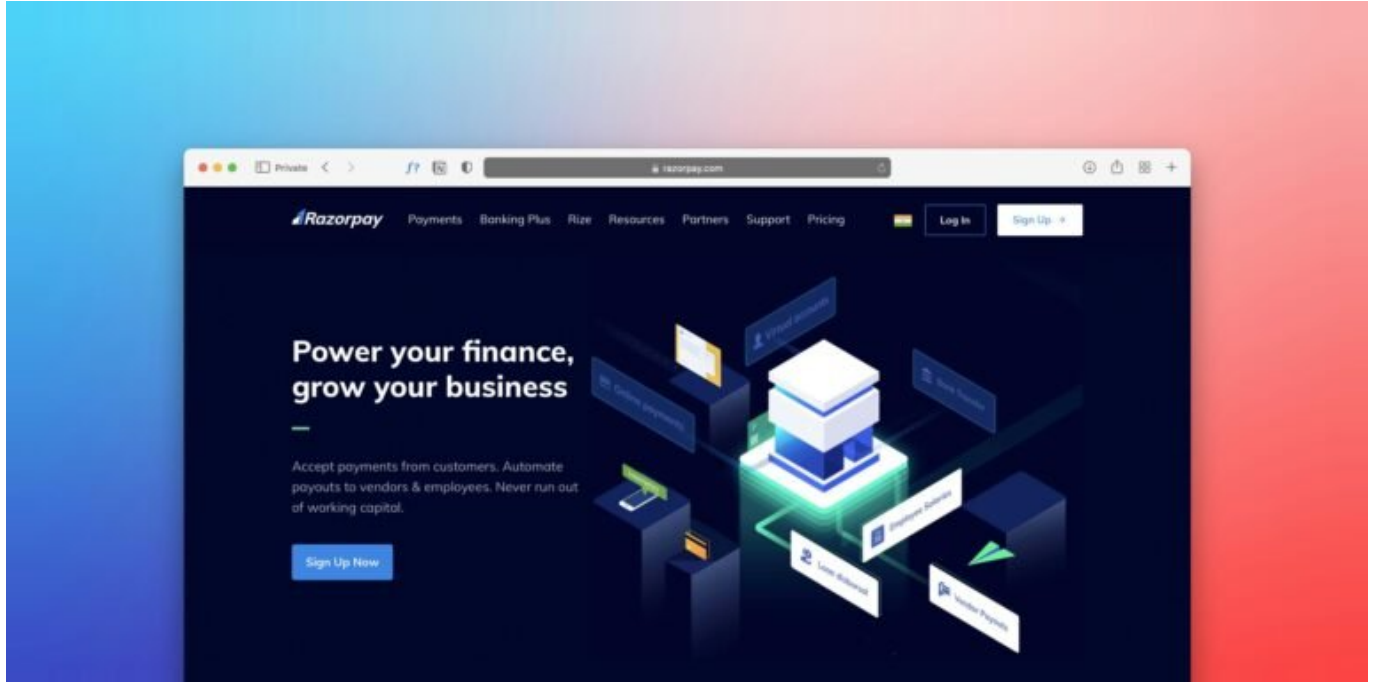 Private
razorpay.com
Razorpay
Payments
Banking Plus
Rize
Resources
Partners
Support
Pricing
Log In
Sign Up
Power your finance,
grow your business
Accept payments from customers. Automate
payouts to vendors & employees. Never run out
of working capital.
Sign Up Now
Virtual accounts
Online payments
Employee Salaries
Loan disbursal
Vendor Payouts